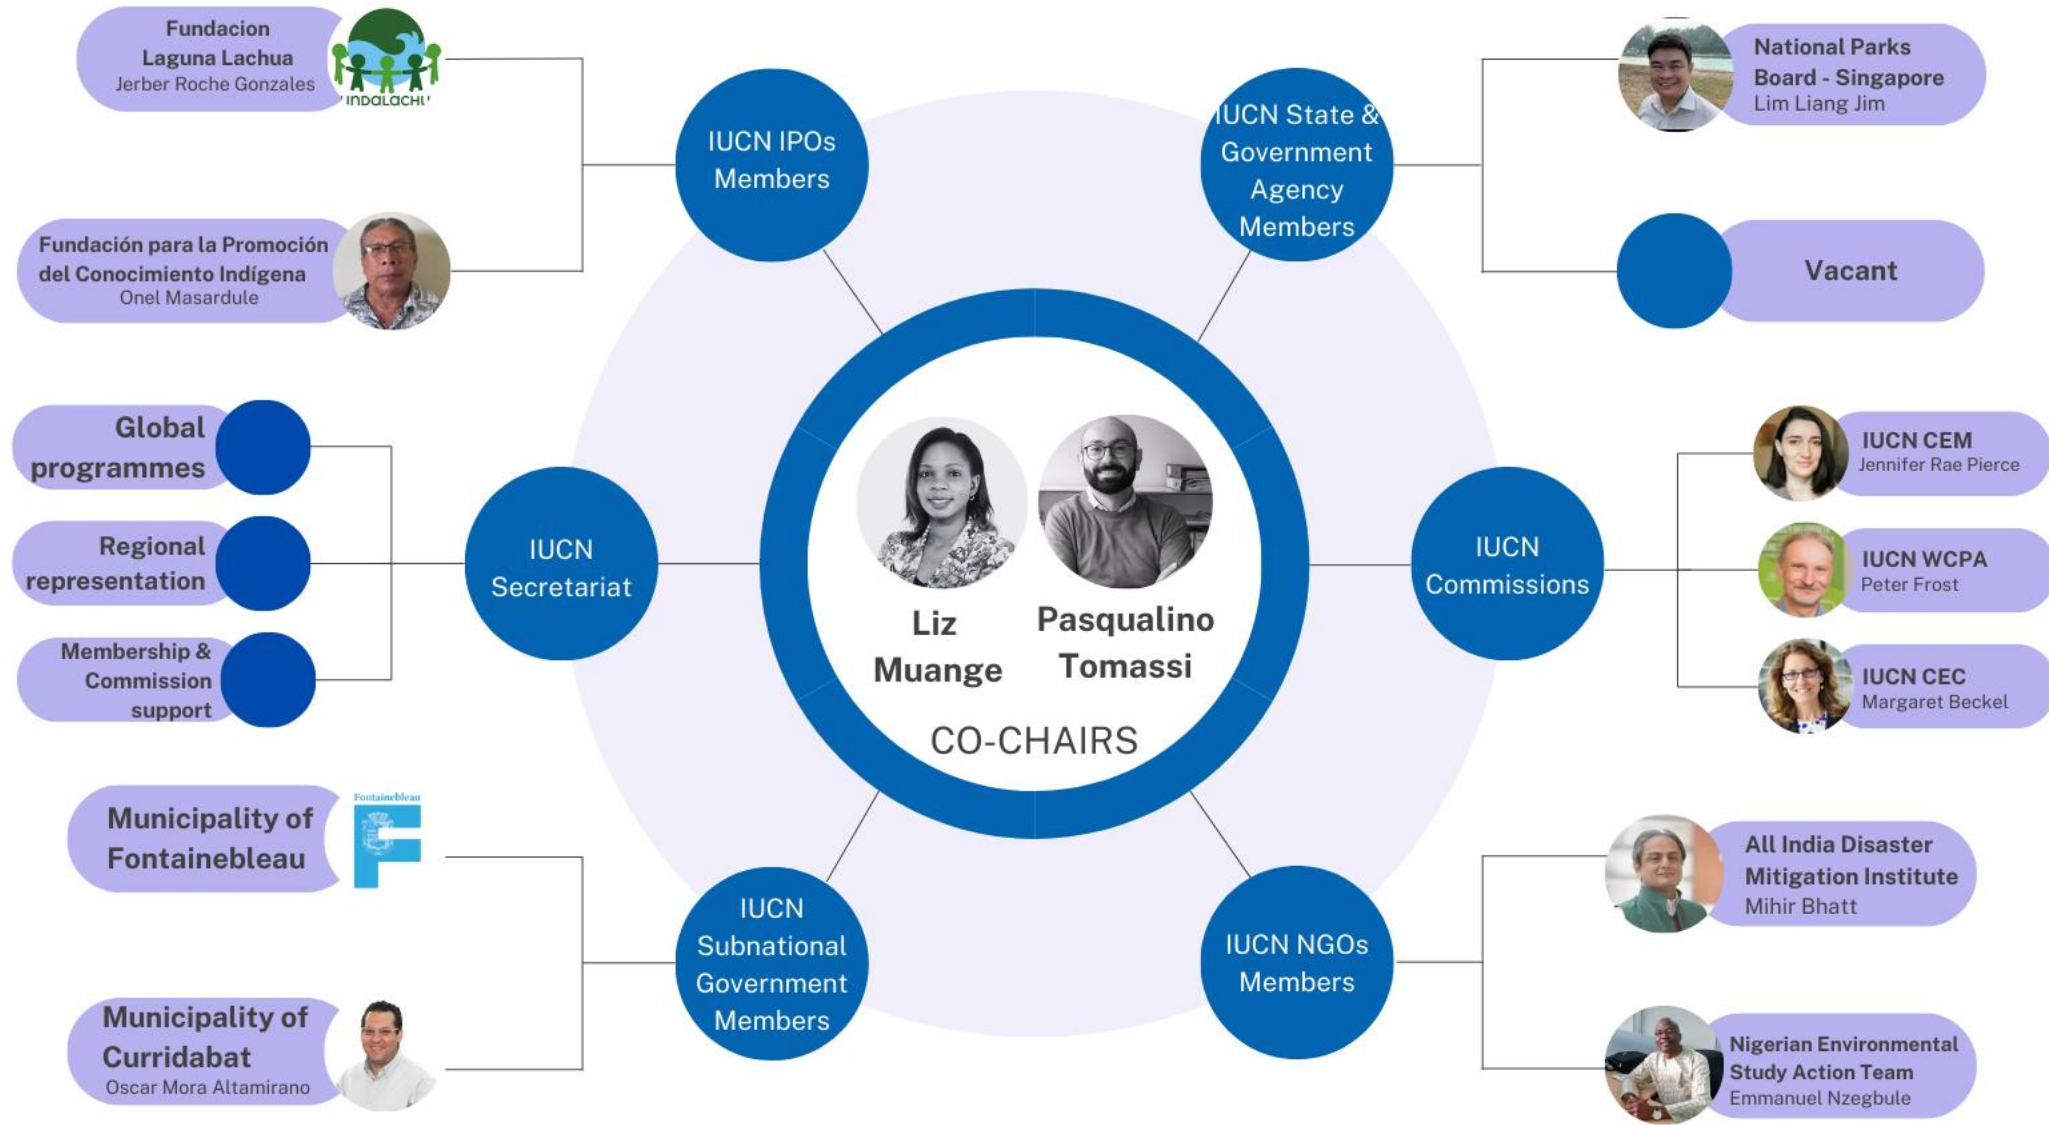 Fundacion
Laguna Lachua
Jerber Roche Gonzales
UNDALACHU
Fundación para la Promoción
del Conocimiento Indígena
Onel Masardule
IUCN IPOs
Members
IUCN State &
Government
Agency
Members
National Parks
Board - Singapore
Lim Liang Jim
Vacant
Global
programmes
Regional
representation
Membership &
Commission
support
IUCN
Secretariat
Liz
Muange
Pasqualino
Tomassi
CO-CHAIRS
IUCN
Commissions
IUCN CEM
Jennifer Rae Pierce
IUCN WCPA
Peter Frost
IUCN CEC
Margaret Beckel
Municipality of
Fontainebleau
Fontainebleau
F
Municipality of
Curridabat
Oscar Mora Altamirano
IUCN
Subnational
Government
Members
IUCN NGOs
Members
All India Disaster
Mitigation Institute
Mihir Bhatt
Nigerian Environmental
Study Action Team
Emmanuel Nzegbule